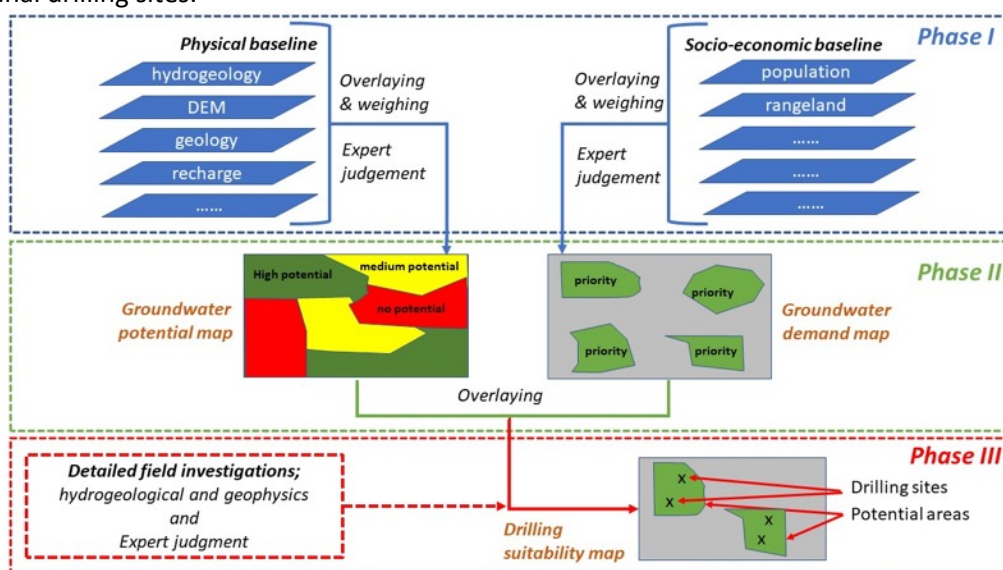 Phase I
Physical baseline
hydrogeology
DEM
geology
recharge
......
Overlaying
& weighing
Expert
judgement
Socio-economic baseline
population
rangeland
......
......
......
Overlaying
& weighing
Expert
judgement
Phase II
Groundwater
potential map
High potential
medium potential
no potential
priority
priority
priority
priority
Groundwater
demand map
Overlaying
Phase III
Detailed field investigations;
hydrogeological and geophysics
and
Expert judgment
Drilling
suitability map
X
X
X
X
Drilling sites
Potential areas